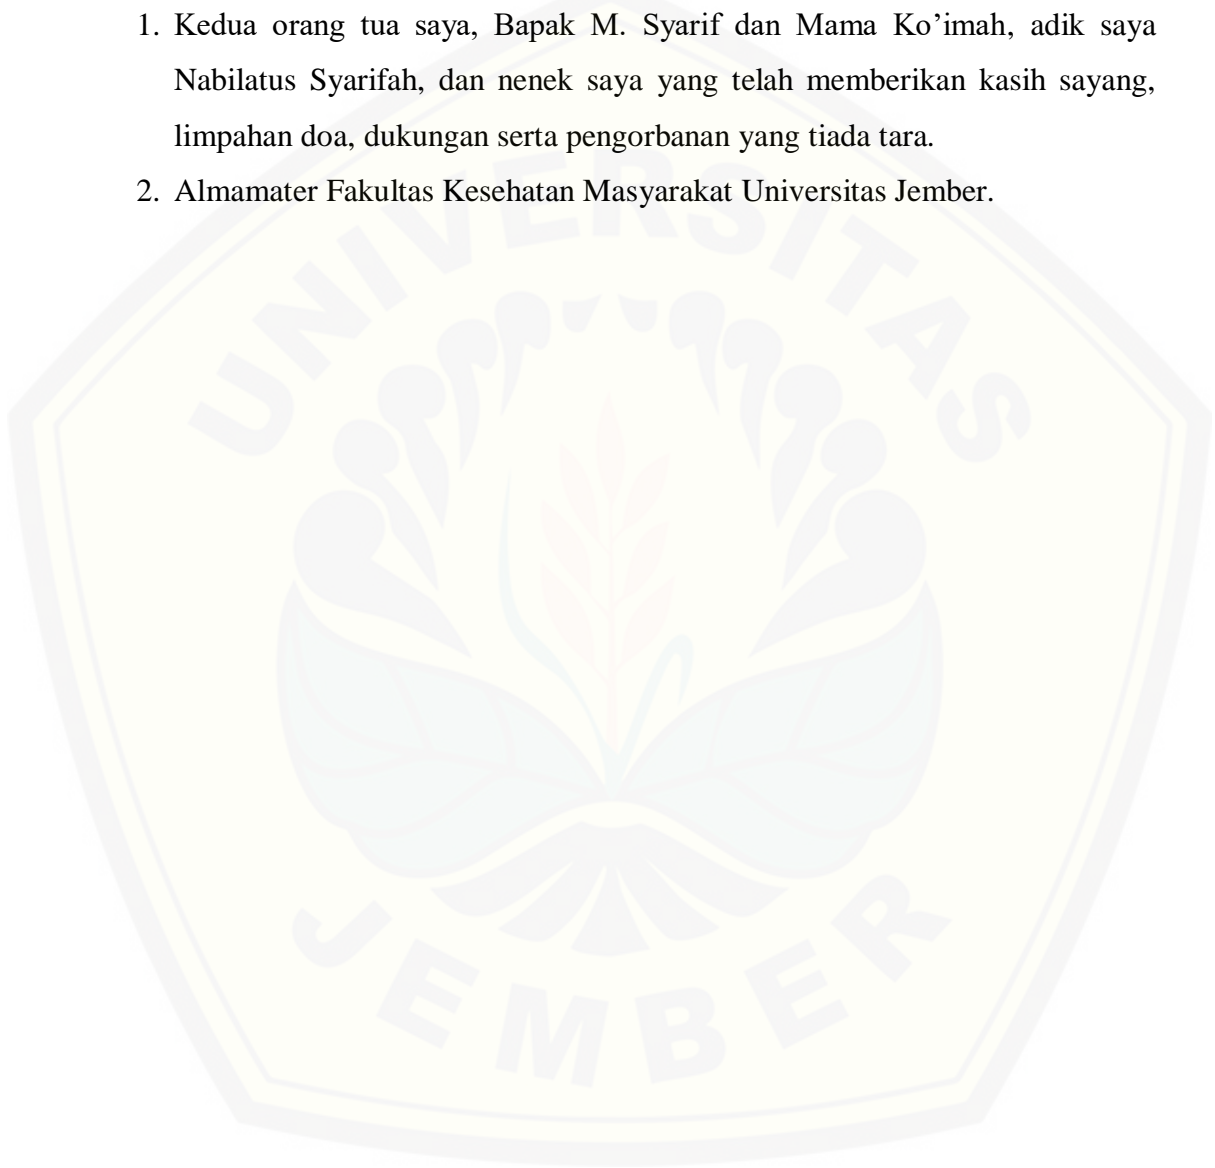 1. Kedua orang tua saya, Bapak M. Syarif dan Mama Ko’imah, adik saya
Nabilatus Syarifah, dan nenek saya yang telah memberikan kasih sayang,
limpahan doa, dukungan serta pengorbanan yang tiada tara.
2. Almamater Fakultas Kesehatan Masyarakat Universitas Jember.
UNIVERSITAS
JEMBER